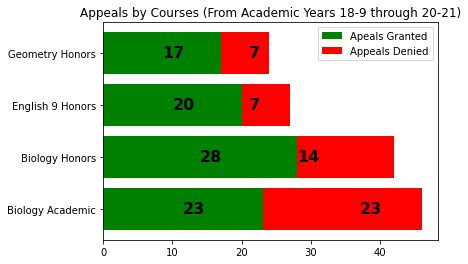 Appeals by Courses (From Academic Years 18-9 through 20-21)
Apeals Granted
Appeals Denied
Geometry Honors 17 7
English 9 Honors 20 7
Biology Honors 28 14
Biology Academic 23 23
0 10 20 30 40